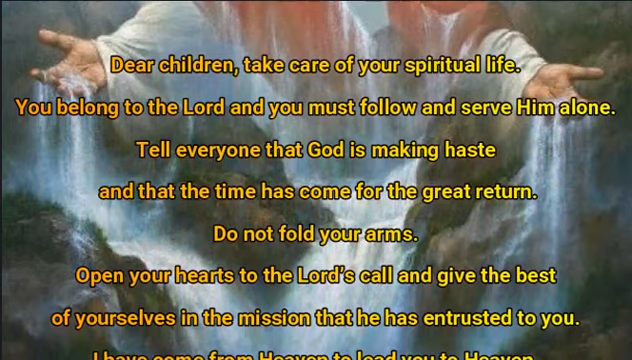 Dear children, take care of your spiritual life.
You belong to the Lord and you must follow and serve Him alone.
Tell everyone that God is making haste
and that the time has come for the great return.
Do not fold your arms.
Open your hearts to the Lord's call and give the best
of yourselves in the mission that he has entrusted to you.
I have come from Heaven to lead you to Heaven